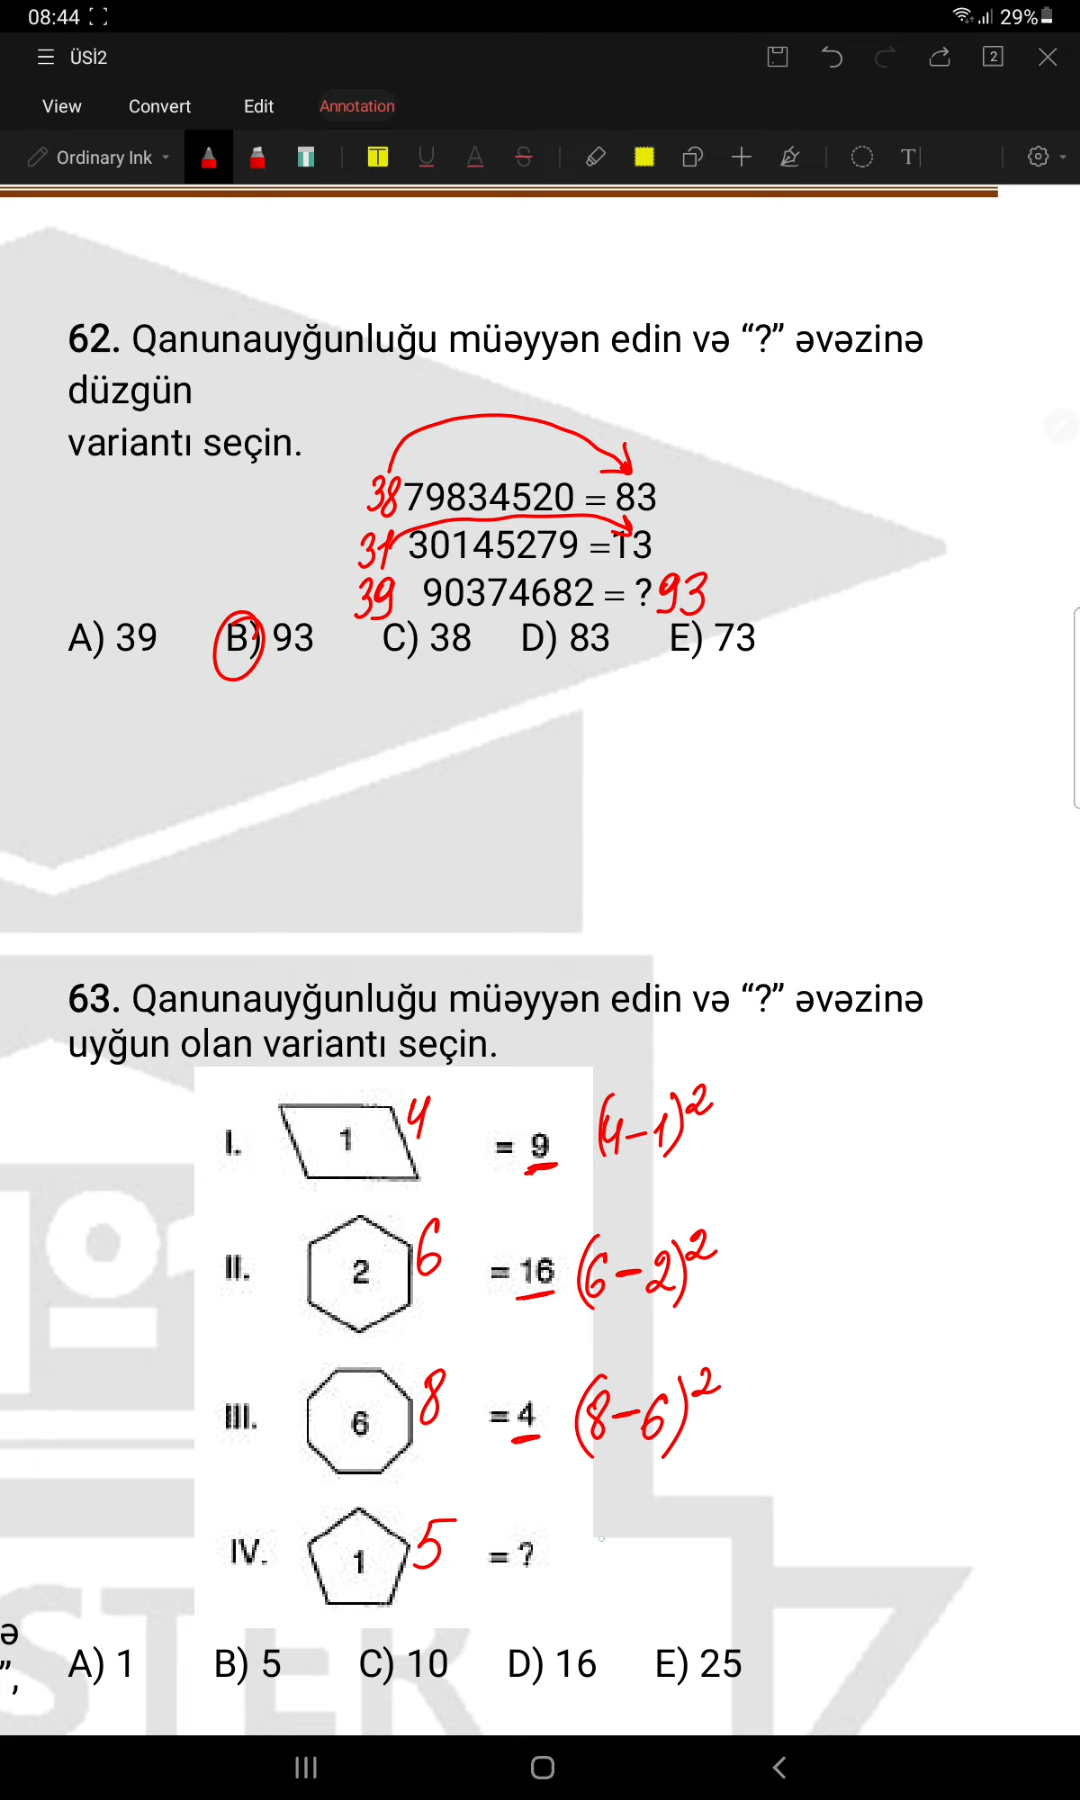 08:44 29%
ÜSİ2 2
View Convert Edit Annotation
Ordinary Ink T U A S T
62. Qanunauyğunluğu müəyyən edin və “?” əvəzinə
düzgün
variantı seçin.
38 79834520 = 83
31 30145279 =13
39 90374682 = ? 93
A) 39 B) 93 C) 38 D) 83 E) 73
63. Qanunauyğunluğu müəyyən edin və “?” əvəzinə
uyğun olan variantı seçin.
I. 1 4 = 9 (4-1)²
II. 2 6 = 16 (6-2)²
III. 6 8 = 4 (8-6)²
IV. 1 5 = ?
ə
”,
A) 1 B) 5 C) 10 D) 16 E) 25